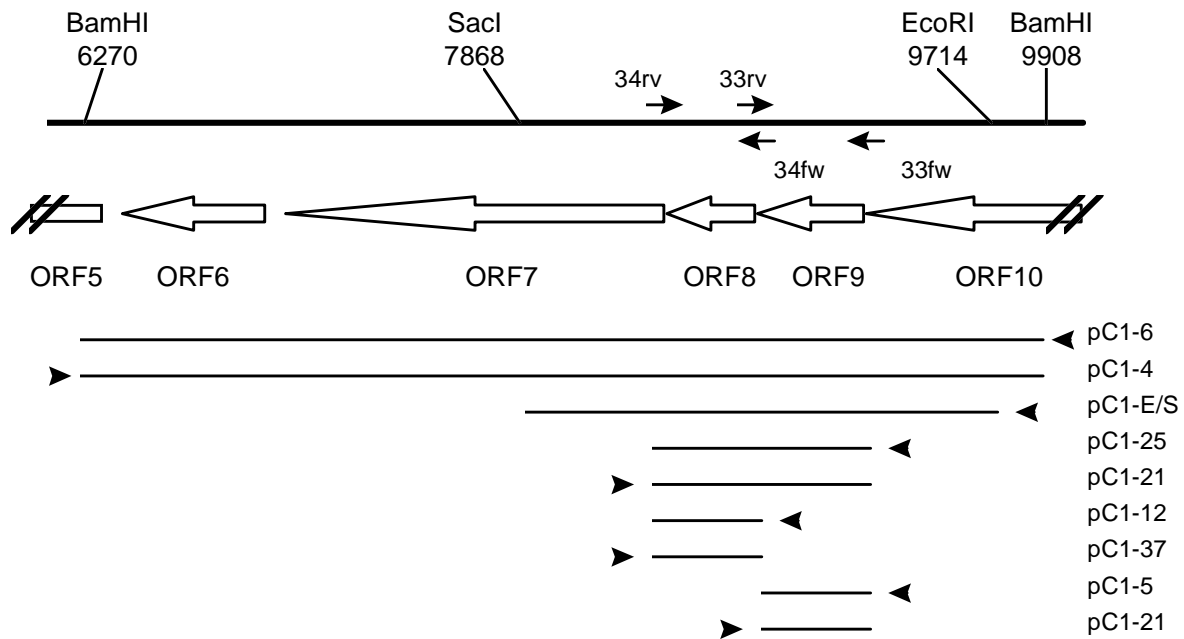 BamHI SacI EcoRI BamHI
6270 7868 9714 9908
34rv 33rv
34fw 33fw
ORF5 ORF6 ORF7 ORF8 ORF9 ORF10
pC1-6
pC1-4
pC1-E/S
pC1-25
pC1-21
pC1-12
pC1-37
pC1-5
pC1-21